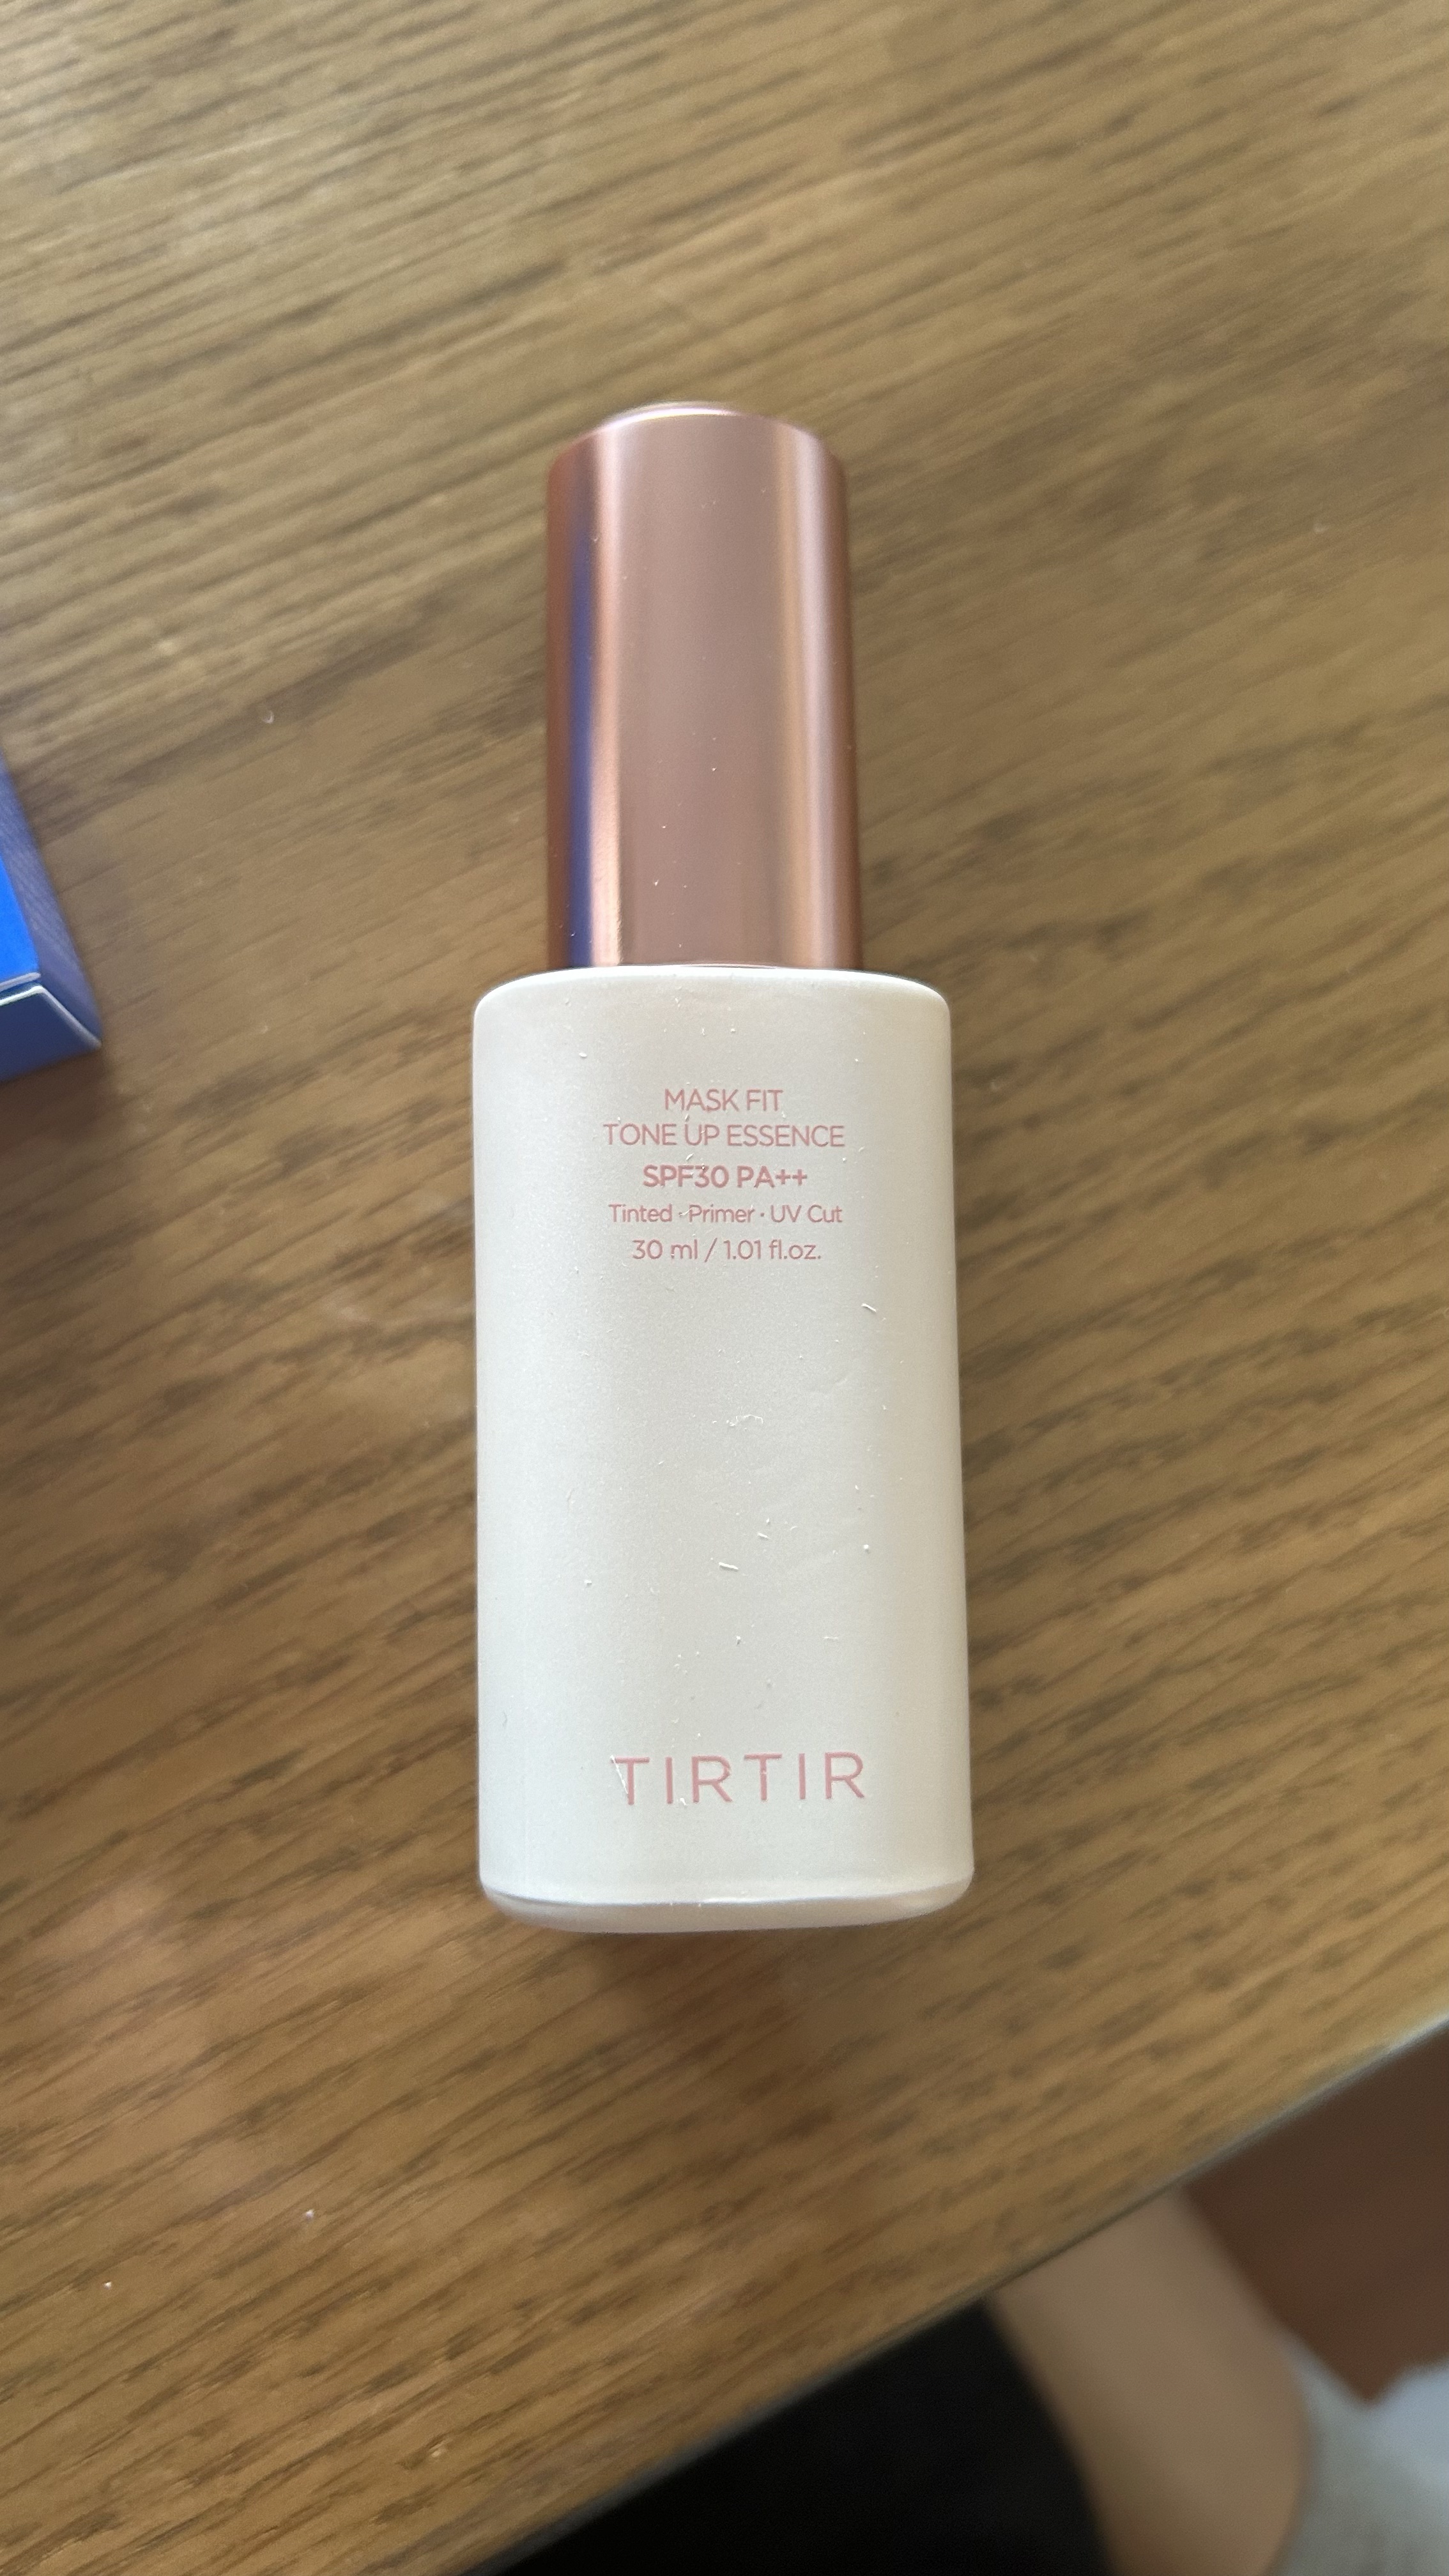 MASK FIT
TONE UP ESSENCE
SPF30 PA++
Tinted · Primer · UV Cut
30 ml / 1.01 fl.oz.
TIRTIR